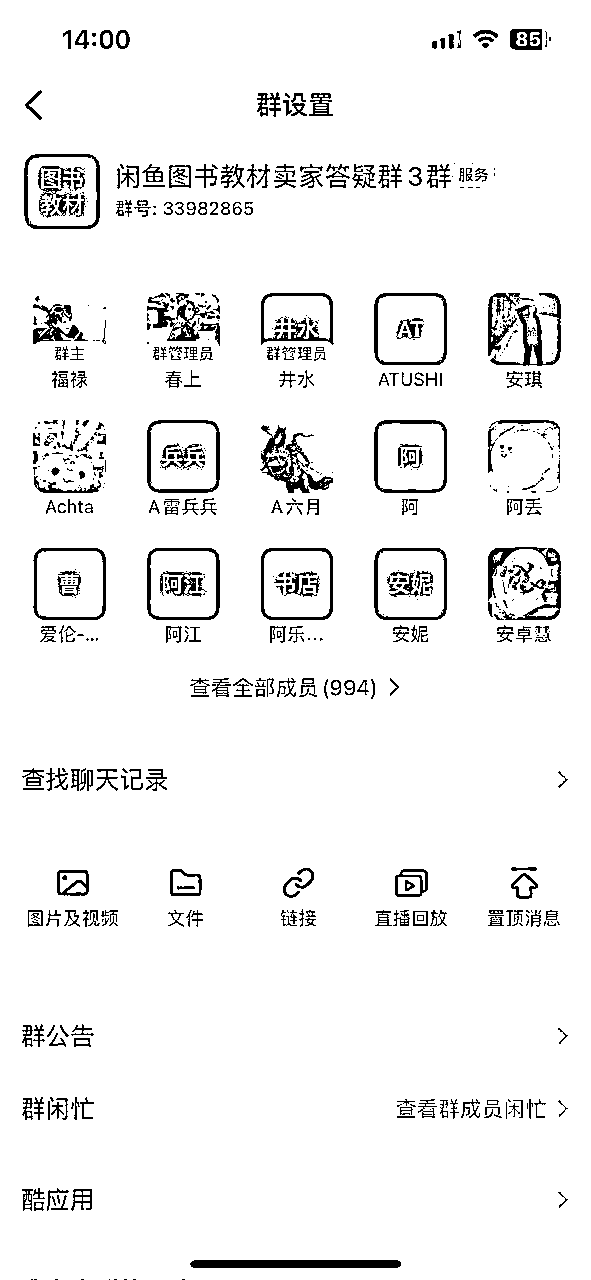 14:00
85
群设置
图书
教材
闲鱼图书教材卖家答疑群3群 服务
群号: 33982865
井水
AT
群主
群管理员
群管理员
福禄
春上
井水
ATUSHI
安琪
兵兵
阿
Achta
A雷兵兵
A六月
阿
阿丢
曹
阿江
书店
安妮
爱伦-...
阿江
阿乐...
安妮
安卓慧
查看全部成员(994)
查找聊天记录
图片及视频
文件
链接
直播回放
置顶消息
群公告
群闲忙
查看群成员闲忙
酷应用